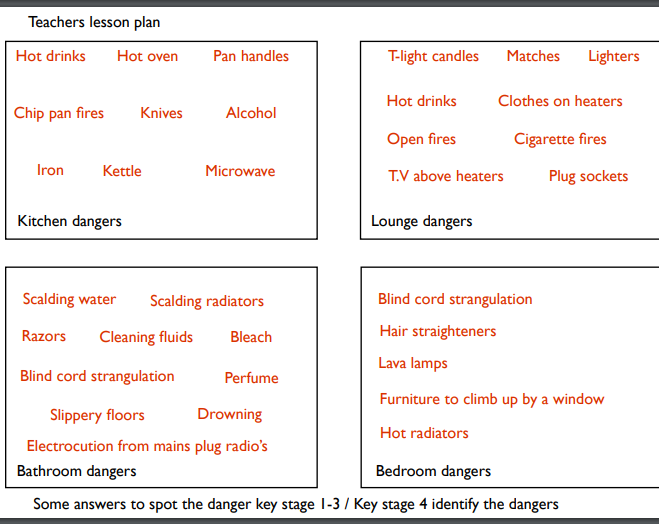 Teachers lesson plan
Hot drinks Hot oven Pan handles
Chip pan fires Knives Alcohol
Iron Kettle Microwave
Kitchen dangers
T-light candles Matches Lighters
Hot drinks Clothes on heaters
Open fires Cigarette fires
T.V above heaters Plug sockets
Lounge dangers
Scalding water Scalding radiators
Razors Cleaning fluids Bleach
Blind cord strangulation Perfume
Slippery floors Drowning
Electrocution from mains plug radio's
Bathroom dangers
Blind cord strangulation
Hair straighteners
Lava lamps
Furniture to climb up by a window
Hot radiators
Bedroom dangers
Some answers to spot the danger key stage 1-3 / Key stage 4 identify the dangers